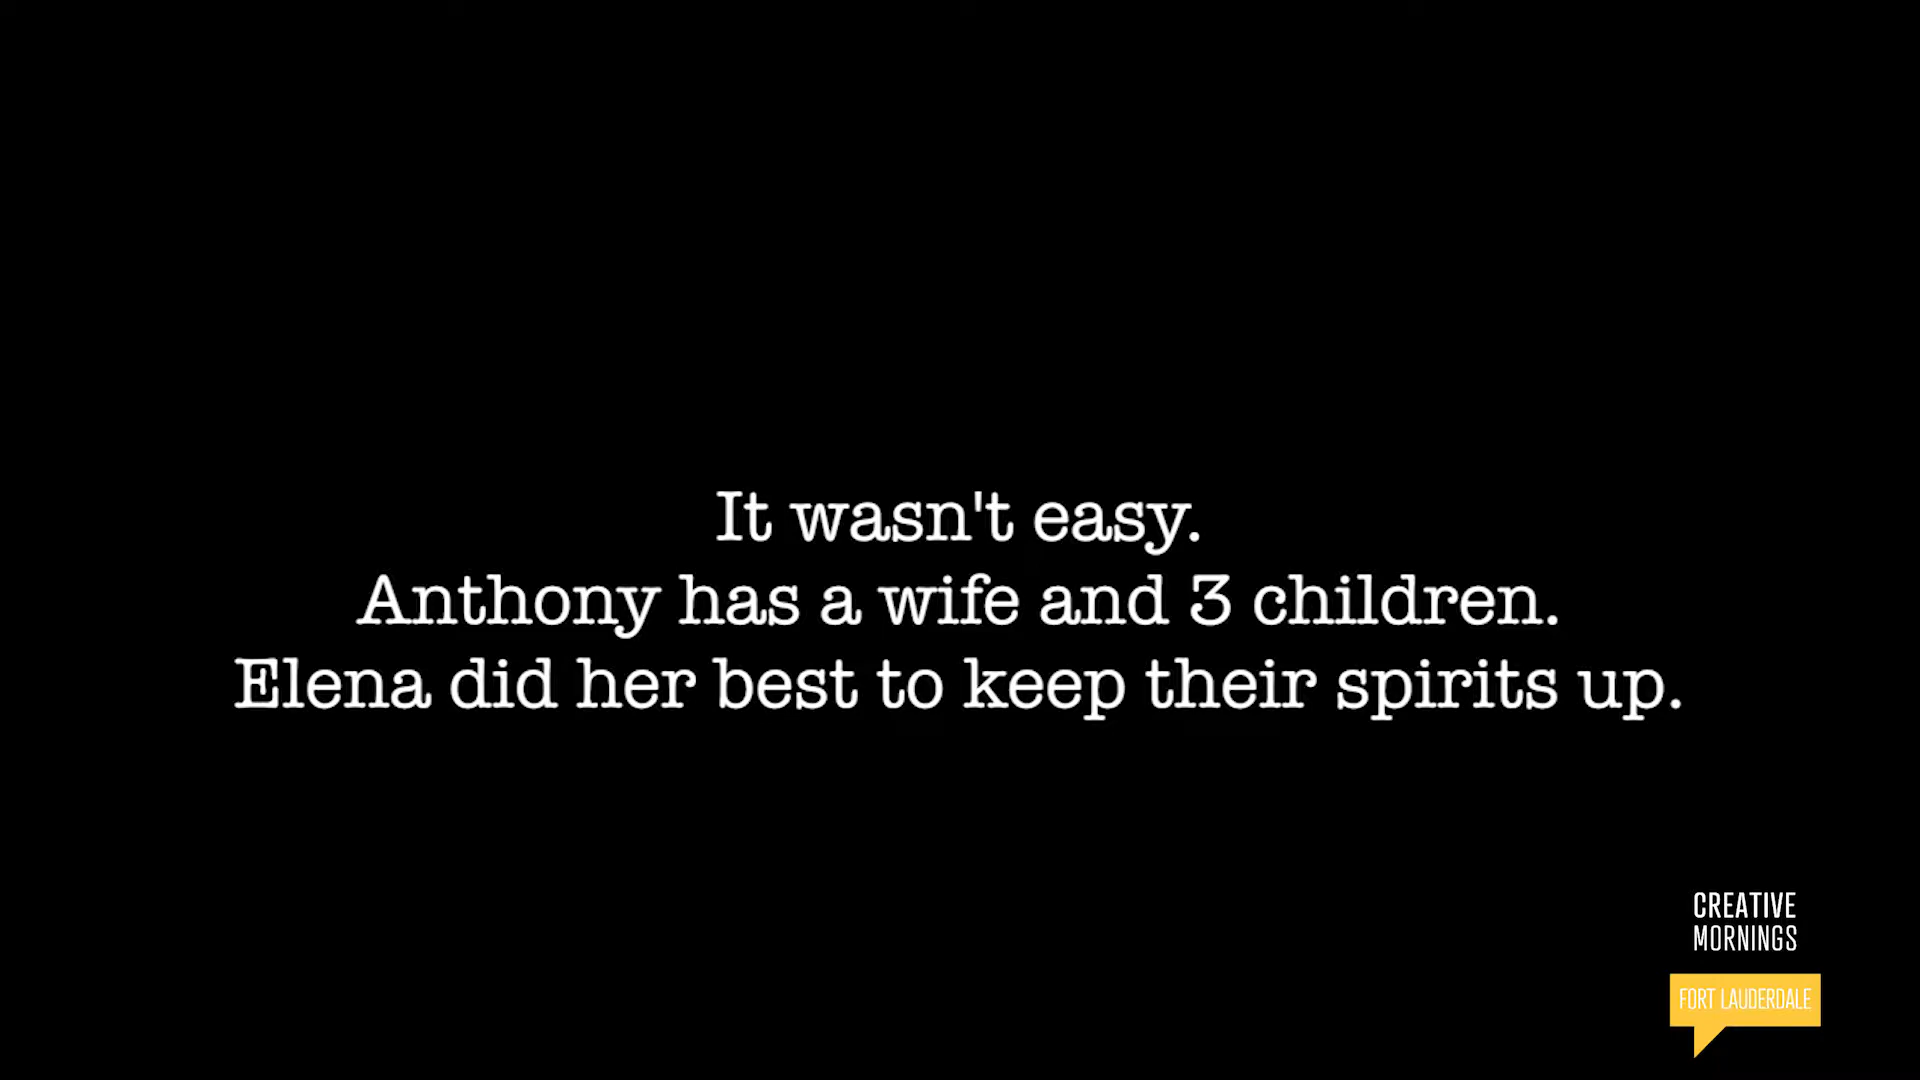 It wasn't easy.
Anthony has a wife and 3 children.
Elena did her best to keep their spirits up.
CREATIVE
MORNINGS
FORT LAUDERDALE